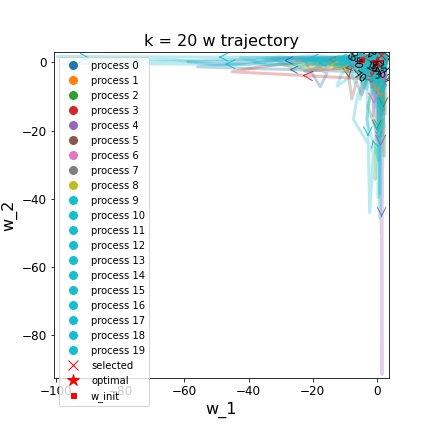 k = 20 w trajectory
w_2
0
−20
−40
−60
−80
process 0
process 1
process 2
process 3
process 4
process 5
process 6
process 7
process 8
process 9
process 10
process 11
process 12
process 13
process 14
process 15
process 16
process 17
process 18
process 19
selected
optimal
w_init
−100
−80
−60
−40
−20
0
w_1